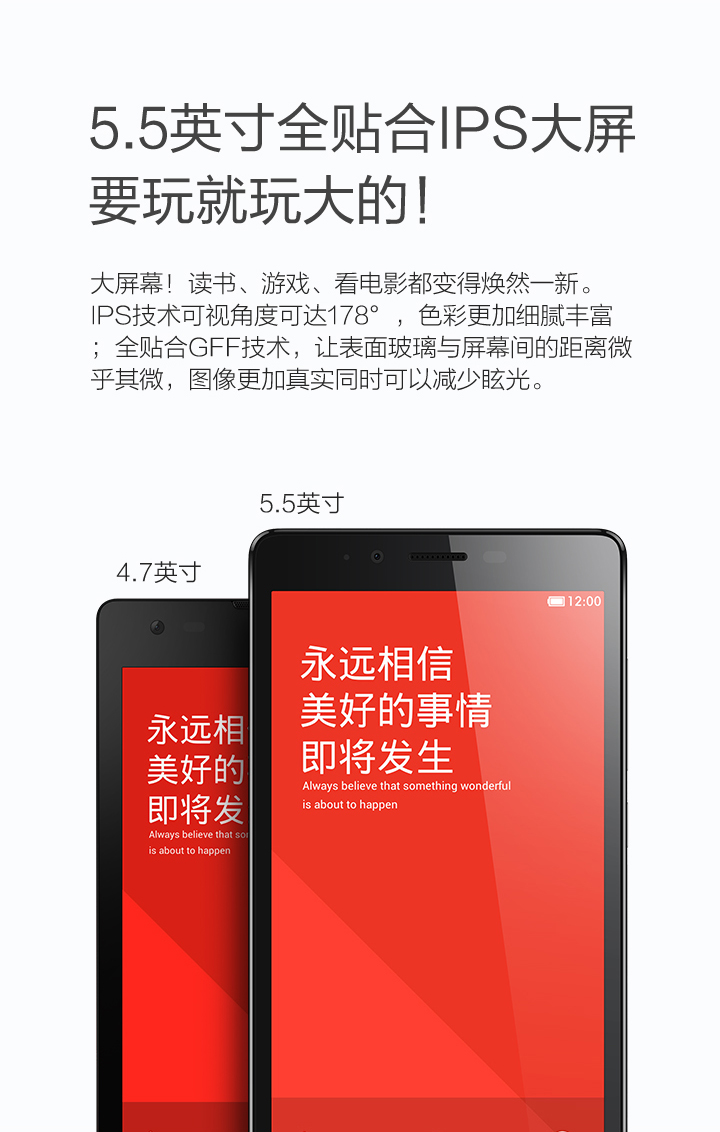 5.5英寸全贴合IPS大屏
要玩就玩大的！
大屏幕！读书、游戏、看电影都变得焕然一新。
IPS技术可视角度可达178°，色彩更加细腻丰富
；全贴合GFF技术，让表面玻璃与屏幕间的距离微
乎其微，图像更加真实同时可以减少眩光。
5.5英寸
4.7英寸
12:00
永远相信
美好的事情
即将发生
Always believe that something wonderful
is about to happen
永远相
美好的
即将发
Always believe that so
is about to happen